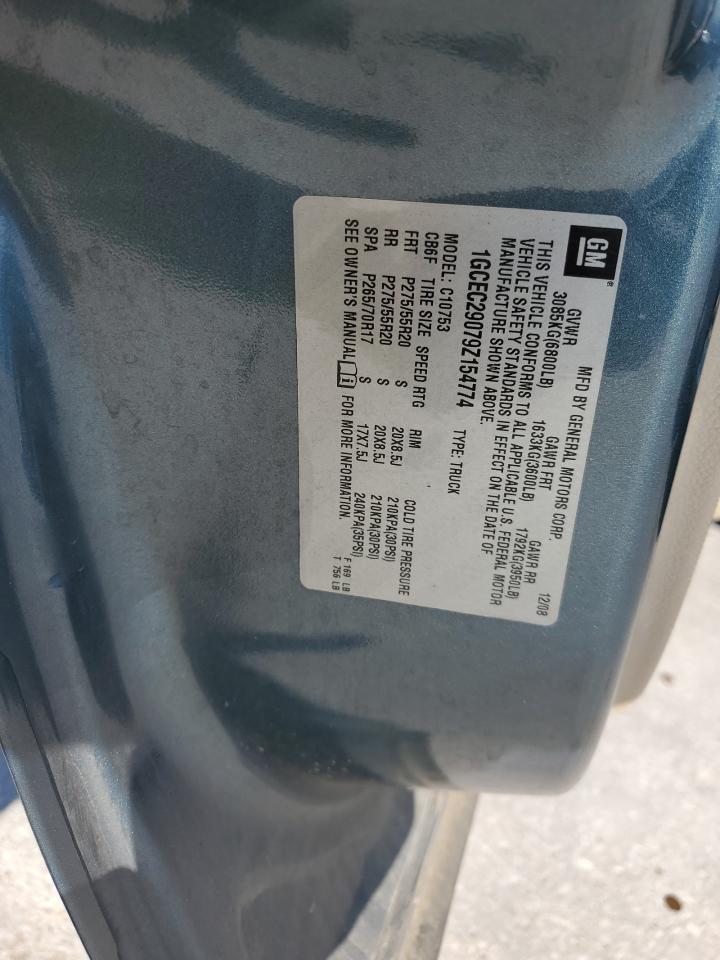 GM®
MFD BY GENERAL MOTORS CORP. 12/08
GVWR GAWR FRT GAWR RR
3085KG(6800LB) 1633KG(3600LB) 1792KG(3950LB)
THIS VEHICLE CONFORMS TO ALL APPLICABLE U.S. FEDERAL MOTOR
VEHICLE SAFETY STANDARDS IN EFFECT ON THE DATE OF
MANUFACTURE SHOWN ABOVE.
1GCEC29079Z154774 TYPE: TRUCK
MODEL: C10753
CB6F TIRE SIZE SPEED RTG RIM COLD TIRE PRESSURE
FRT P275/55R20 S 20X8.5J 210KPA(30PSI)
RR P275/55R20 S 20X8.5J 210KPA(30PSI)
SPA P265/70R17 S 17X7.5J 240KPA(35PSI)
SEE OWNER'S MANUAL FOR MORE INFORMATION.
F 169 LB
T 756 LB